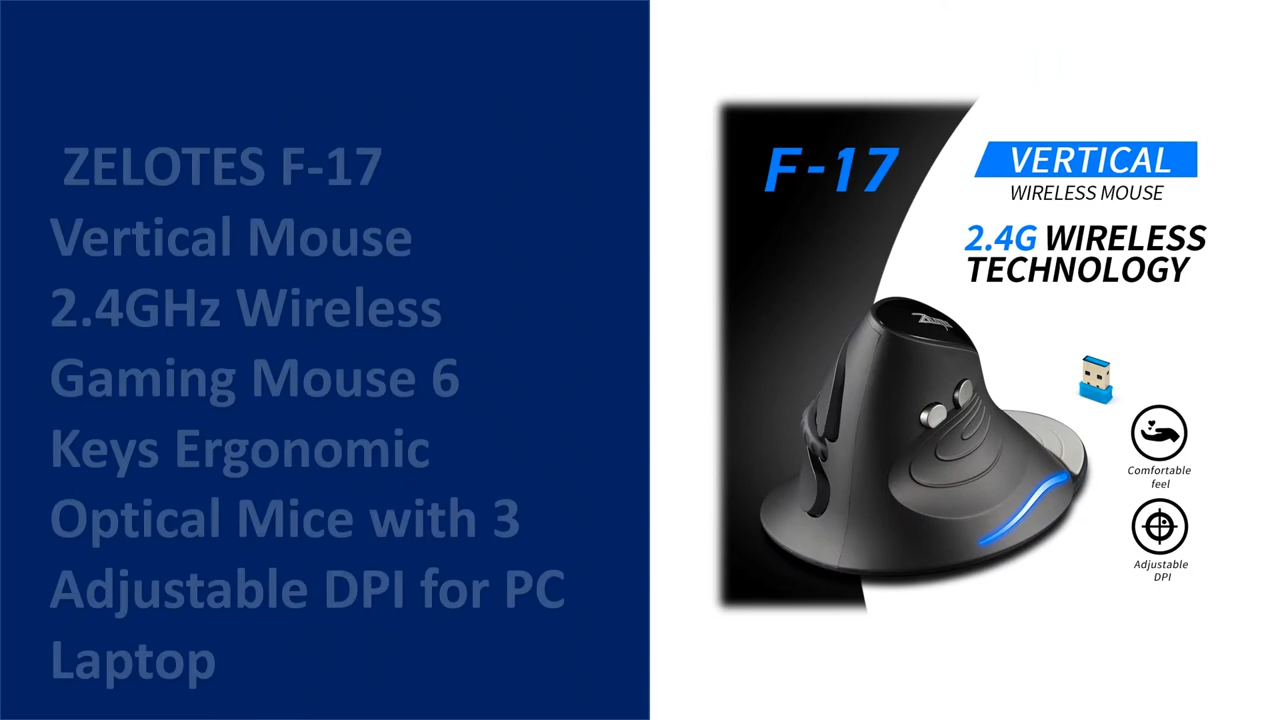 ZELOTES F-17
Vertical Mouse
2.4GHz Wireless
Gaming Mouse 6
Keys Ergonomic
Optical Mice with 3
Adjustable DPI for PC
Laptop
F-17
VERTICAL
WIRELESS MOUSE
2.4G WIRELESS
TECHNOLOGY
Comfortable
feel
Adjustable
DPI